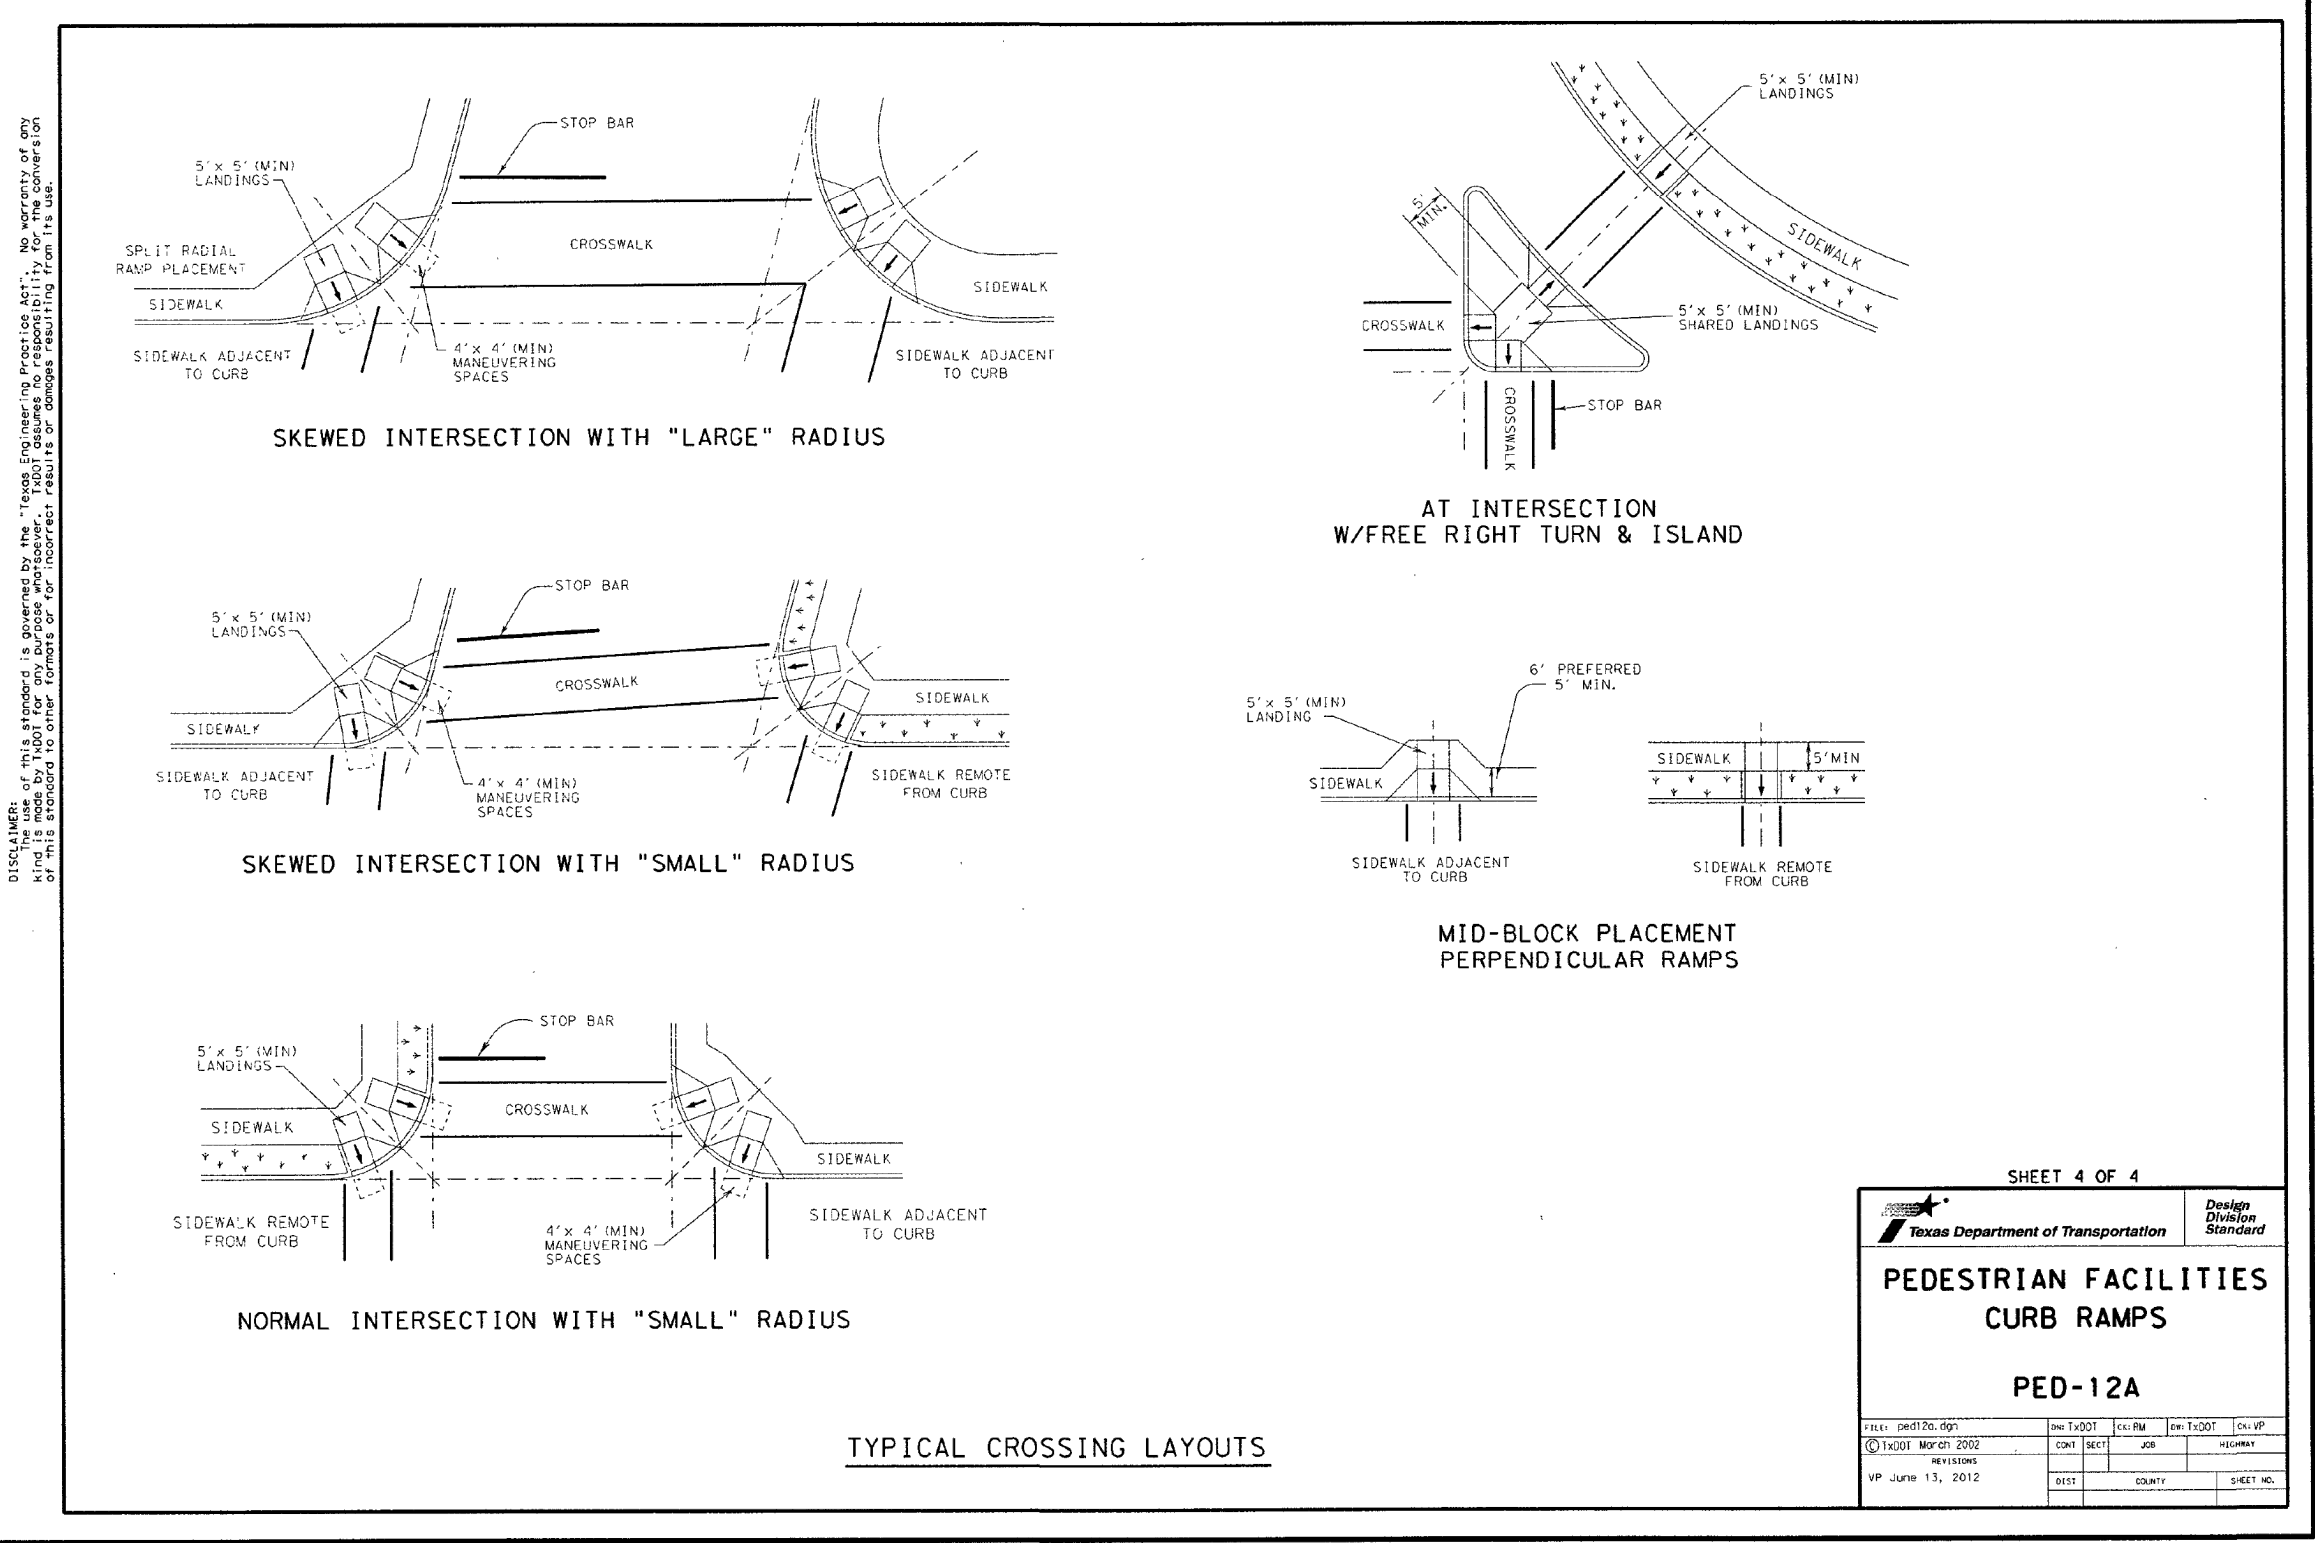 DISCLAIMER:
The use of this standard is governed by the "Texas Engineering Practice Act". No warranty of any
kind is made by TxDOT for any purpose whatsoever. TxDOT assumes no responsibility for the conversion
of this standard to other formats or for incorrect results or damages resulting from its use.
STOP BAR
5'x 5' (MIN)
LANDINGS
SPLIT RADIAL
RAMP PLACEMENT
SIDEWALK
CROSSWALK
SIDEWALK
SIDEWALK ADJACENT
TO CURB
4'x 4' (MIN)
MANEUVERING
SPACES
SIDEWALK ADJACENT
TO CURB
SKEWED INTERSECTION WITH "LARGE" RADIUS
5'x 5' (MIN)
LANDINGS
5'
MIN.
SIDEWALK
CROSSWALK
5'x 5' (MIN)
SHARED LANDINGS
CROSSWALK
STOP BAR
AT INTERSECTION
W/FREE RIGHT TURN & ISLAND
STOP BAR
5'x 5' (MIN)
LANDINGS
CROSSWALK
SIDEWALK
SIDEWALK
SIDEWALK ADJACENT
TO CURB
4'x 4' (MIN)
MANEUVERING
SPACES
SIDEWALK REMOTE
FROM CURB
SKEWED INTERSECTION WITH "SMALL" RADIUS
6' PREFERRED
5' MIN.
5'x 5' (MIN)
LANDING
SIDEWALK
SIDEWALK
5'MIN
SIDEWALK ADJACENT
TO CURB
SIDEWALK REMOTE
FROM CURB
MID-BLOCK PLACEMENT
PERPENDICULAR RAMPS
STOP BAR
5'x 5' (MIN)
LANDINGS
CROSSWALK
SIDEWALK
SIDEWALK
SIDEWALK REMOTE
FROM CURB
4'x 4' (MIN)
MANEUVERING
SPACES
SIDEWALK ADJACENT
TO CURB
NORMAL INTERSECTION WITH "SMALL" RADIUS
TYPICAL CROSSING LAYOUTS
SHEET 4 OF 4
Texas Department of Transportation
Design
Division
Standard
PEDESTRIAN FACILITIES
CURB RAMPS
PED-12A
FILE: ped12a.dgn DN: TxDOT CK: RM DW: TxDOT CK: VP
© TxDOT March 2002 CONT SECT JOB HIGHWAY
REVISIONS
VP June 13, 2012
DIST COUNTY SHEET NO.